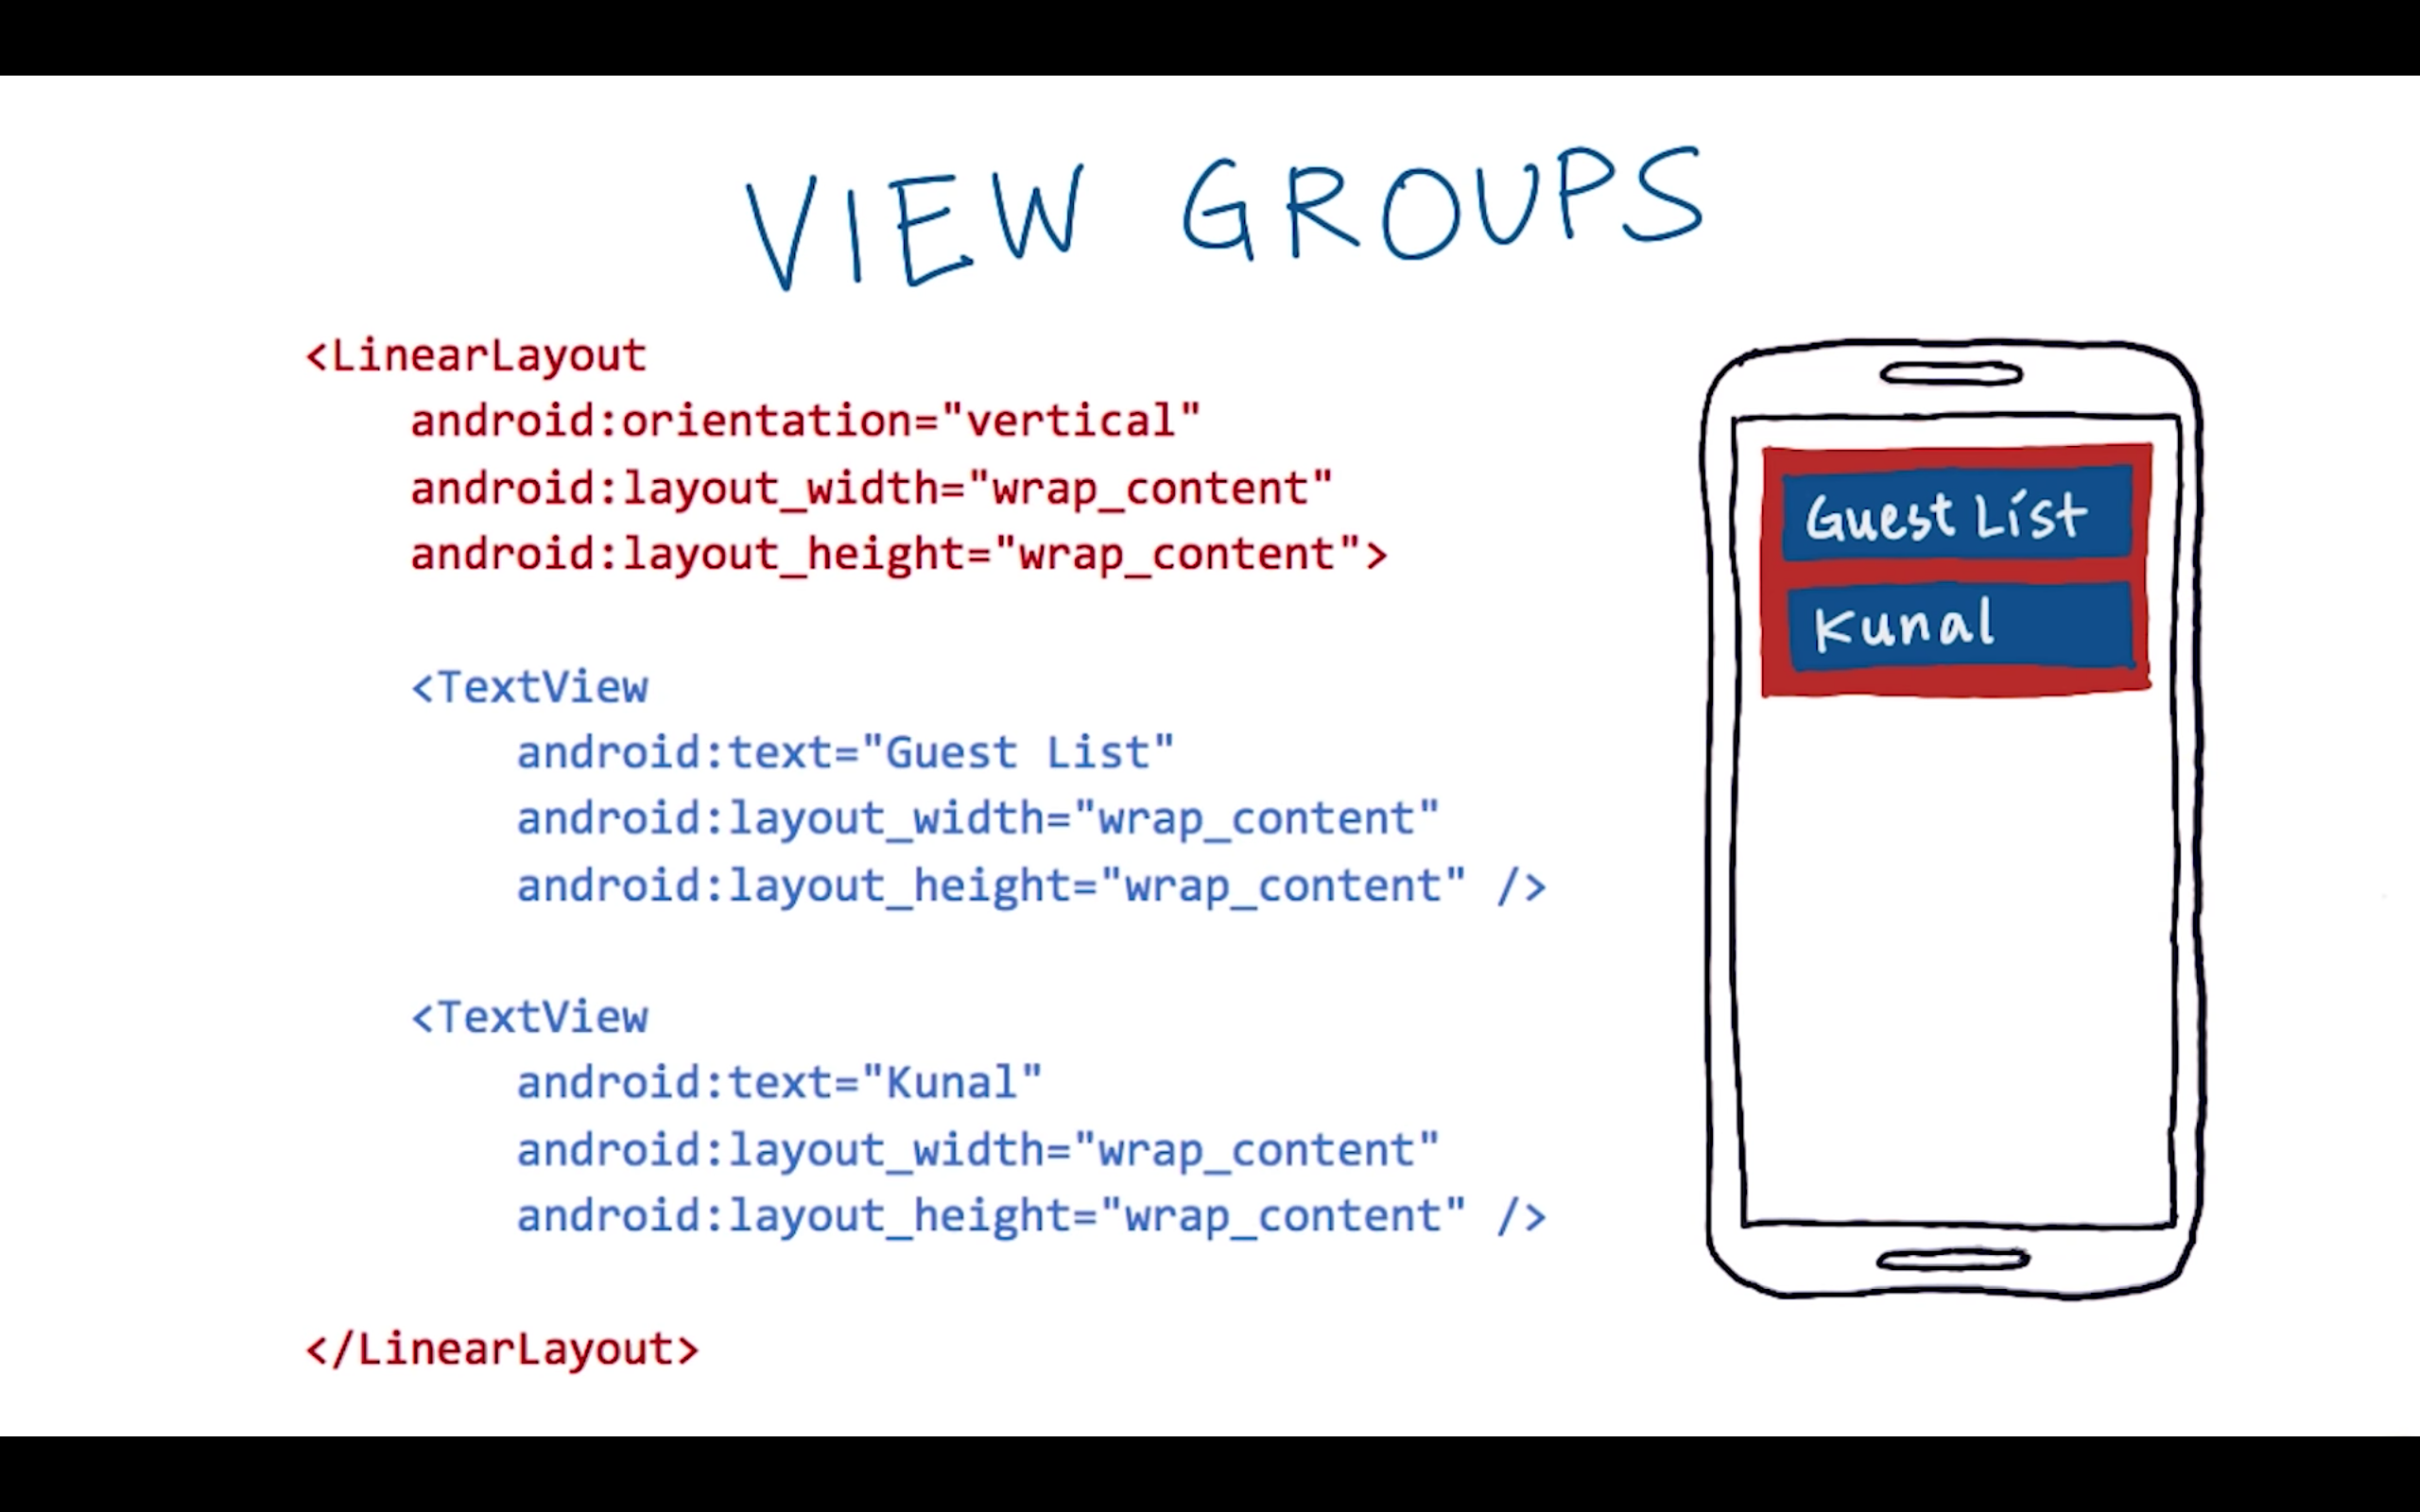 VIEW GROUPS
<LinearLayout
android:orientation="vertical"
android:layout_width="wrap_content"
android:layout_height="wrap_content">
<TextView
android:text="Guest List"
android:layout_width="wrap_content"
android:layout_height="wrap_content" />
<TextView
android:text="Kunal"
android:layout_width="wrap_content"
android:layout_height="wrap_content" />
</LinearLayout>
Guest List
Kunal